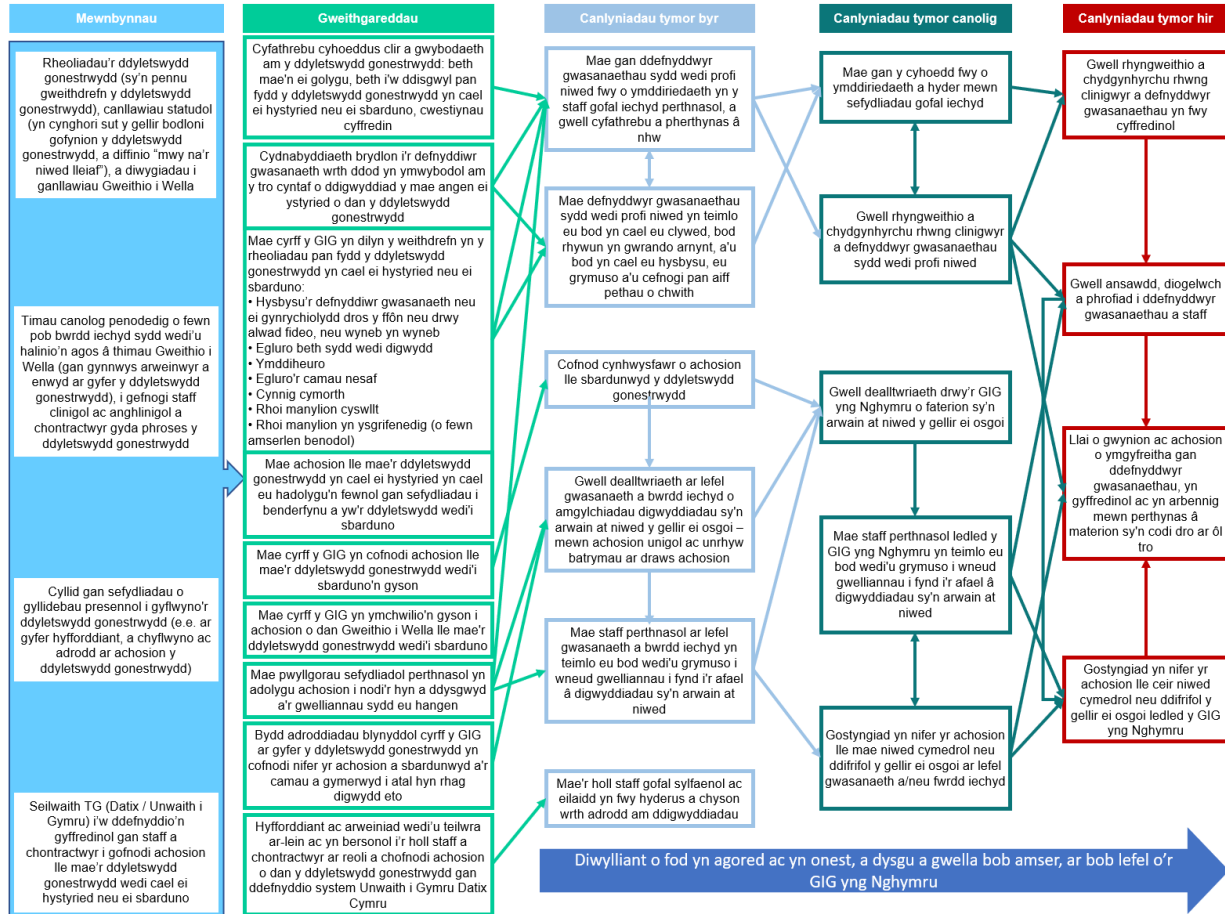 Mewnbynnau
Rheoliadau'r ddyletswydd
gonestrwydd (sy'n pennu
gweithdrefn y ddyletswydd
gonestrwydd), canllawiau statudol
(yn cynghori sut y gellir bodloni
gofynion y ddyletswydd
gonestrwydd, a diffinio “mwy na'r
niwed lleiaf”), a diwygiadau i
ganllawiau Gweithio i Wella
Timau canolog penodedig o fewn
pob bwrdd iechyd sydd wedi'u
halinio'n agos â thimau Gweithio i
Wella (gan gynnwys arweinwyr a
enwyd ar gyfer y ddyletswydd
gonestrwydd), i gefnogi staff
clinigol ac anghlinigol a
chontractwyr gyda phroses y
ddyletswydd gonestrwydd
Cyllid gan sefydliadau o
gyllidebau presennol i gyflwyno'r
ddyletswydd gonestrwydd (e.e. ar
gyfer hyfforddiant, a chyflwyno ac
adrodd ar achosion y
ddyletswydd gonestrwydd)
Seilwaith TG (Datix / Unwaith i
Gymru) i'w ddefnyddio'n
gyffredinol gan staff a
chontractwyr i gofnodi achosion
lle mae'r ddyletswydd
gonestrwydd wedi cael ei
hystyried neu ei sbarduno
Gweithgareddau
Cyfathrebu cyhoeddus clir a gwybodaeth
am y ddyletswydd gonestrwydd: beth
mae'n ei golygu, beth i'w ddisgwyl pan
fydd y ddyletswydd gonestrwydd yn cael
ei hystyried neu ei sbarduno, cwestiynau
cyffredin
Cydnabyddiaeth brydlon i'r defnyddiwr
gwasanaeth wrth ddod yn ymwybodol am
y tro cyntaf o ddigwyddiad y mae angen ei
ystyried o dan y ddyletswydd
gonestrwydd
Mae cyrff y GIG yn dilyn y weithdrefn yn y
rheoliadau pan fydd y ddyletswydd
gonestrwydd yn cael ei hystyried neu ei
sbarduno:
• Hysbysu'r defnyddiwr gwasanaeth neu
ei gynrychiolydd dros y ffôn neu drwy
alwad fideo, neu wyneb yn wyneb
• Egluro beth sydd wedi digwydd
• Ymddiheuro
• Egluro'r camau nesaf
• Cynnig cymorth
• Rhoi manylion cyswllt
• Rhoi manylion yn ysgrifenedig (o fewn
amserlen benodol)
Mae achosion lle mae'r ddyletswydd
gonestrwydd yn cael ei hystyried yn cael
eu hadolygu'n fewnol gan sefydliadau i
benderfynu a yw'r ddyletswydd wedi'i
sbarduno
Mae cyrff y GIG yn cofnodi achosion lle
mae'r ddyletswydd gonestrwydd wedi'i
sbarduno'n gyson
Mae cyrff y GIG yn ymchwilio'n gyson i
achosion o dan Gweithio i Wella lle mae'r
ddyletswydd gonestrwydd wedi'i sbarduno
Mae pwyllgorau sefydliadol perthnasol yn
adolygu achosion i nodi'r hyn a ddysgwyd
a'r gwelliannau sydd eu hangen
Bydd adroddiadau blynyddol cyrff y GIG
ar gyfer y ddyletswydd gonestrwydd yn
cofnodi nifer yr achosion a sbardunwyd a'r
camau a gymerwyd i atal hyn rhag
digwydd eto
Hyfforddiant ac arweiniad wedi'u teilwra
ar-lein ac yn bersonol i'r holl staff a
chontractwyr ar reoli a chofnodi achosion
o dan y ddyletswydd gonestrwydd gan
ddefnyddio system Unwaith i Gymru Datix
Cymru
Canlyniadau tymor byr
Mae gan ddefnyddwyr
gwasanaethau sydd wedi profi
niwed fwy o ymddiriedaeth yn y
staff gofal iechyd perthnasol, a
gwell cyfathrebu a pherthynas â
nhw
Mae defnyddwyr gwasanaethau
sydd wedi profi niwed yn teimlo
eu bod yn cael eu clywed, bod
rhywun yn gwrando arnynt, a'u
bod yn cael eu hysbysu, eu
grymuso a'u cefnogi pan aiff
pethau o chwith
Cofnod cynhwysfawr o achosion
lle sbardunwyd y ddyletswydd
gonestrwydd
Gwell dealltwriaeth ar lefel
gwasanaeth a bwrdd iechyd o
amgylchiadau digwyddiadau sy'n
arwain at niwed y gellir ei osgoi –
mewn achosion unigol ac unrhyw
batrymau ar draws achosion
Mae staff perthnasol ar lefel
gwasanaeth a bwrdd iechyd yn
teimlo eu bod wedi'u grymuso i
wneud gwelliannau i fynd i'r afael
â digwyddiadau sy'n arwain at
niwed
Mae'r holl staff gofal sylfaenol ac
eilaidd yn fwy hyderus a chyson
wrth adrodd am ddigwyddiadau
Canlyniadau tymor canolig
Mae gan y cyhoedd fwy o
ymddiriedaeth a hyder mewn
sefydliadau gofal iechyd
Gwell rhyngweithio a
chydgynhyrchu rhwng clinigwyr
a defnyddwyr gwasanaethau
sydd wedi profi niwed
Gwell dealltwriaeth drwy'r GIG
yng Nghymru o faterion sy'n
arwain at niwed y gellir ei osgoi
Mae staff perthnasol ledled y
GIG yng Nghymru yn teimlo eu
bod wedi'u grymuso i wneud
gwelliannau i fynd i'r afael â
digwyddiadau sy'n arwain at
niwed
Gostyngiad yn nifer yr achosion
lle mae niwed cymedrol neu
ddifrifol y gellir ei osgoi ar lefel
gwasanaeth a/neu fwrdd iechyd
Canlyniadau tymor hir
Gwell rhyngweithio a
chydgynhyrchu rhwng
clinigwyr a defnyddwyr
gwasanaethau yn fwy
cyffredinol
Gwell ansawdd, diogelwch
a phrofiad i ddefnyddwyr
gwasanaethau a staff
Llai o gwynion ac achosion
o ymgyfreitha gan
ddefnyddwyr
gwasanaethau, yn
gyffredinol ac yn arbennig
mewn perthynas â
materion sy'n codi dro ar ôl
tro
Gostyngiad yn nifer yr
achosion lle ceir niwed
cymedrol neu ddifrifol y
gellir ei osgoi ledled y GIG
yng Nghymru
Diwylliant o fod yn agored ac yn onest, a dysgu a gwella bob amser, ar bob lefel o'r
GIG yng Nghymru